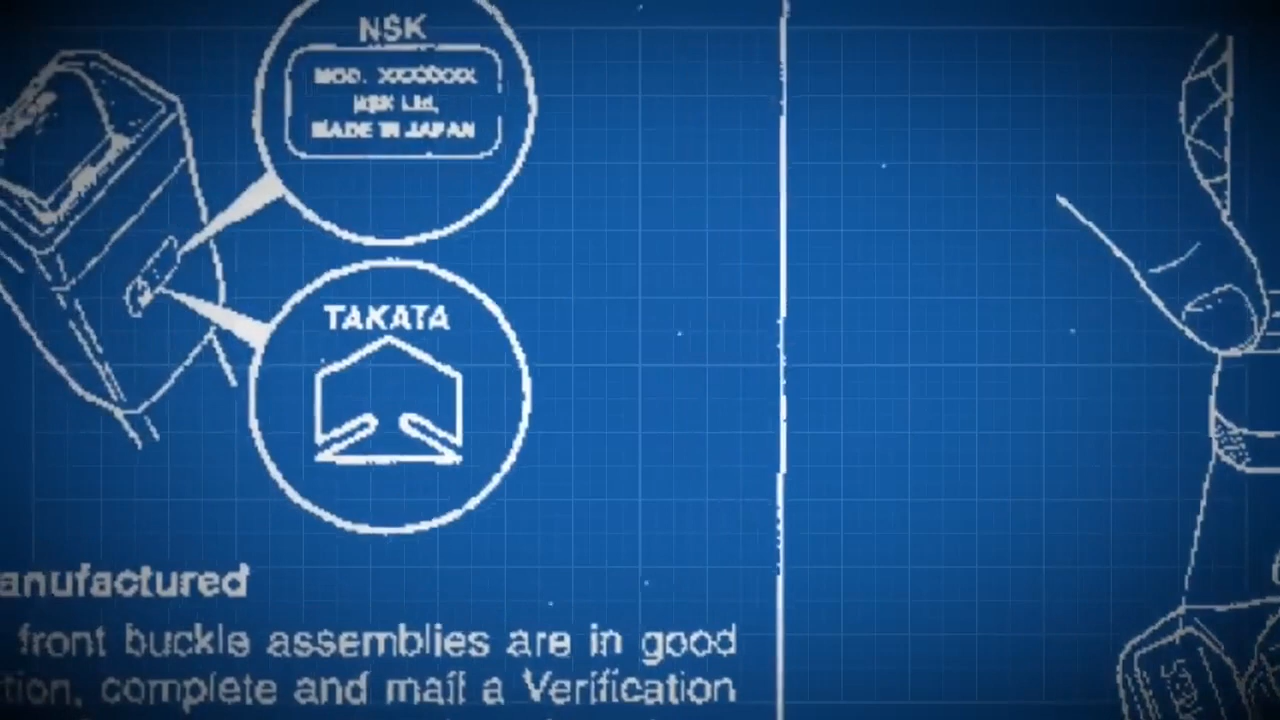 NSK
MOD. XXXXXXX
NSK Ltd.
MADE IN JAPAN
TAKATA
anufactured
front buckle assemblies are in good
tion, complete and mail a Verification